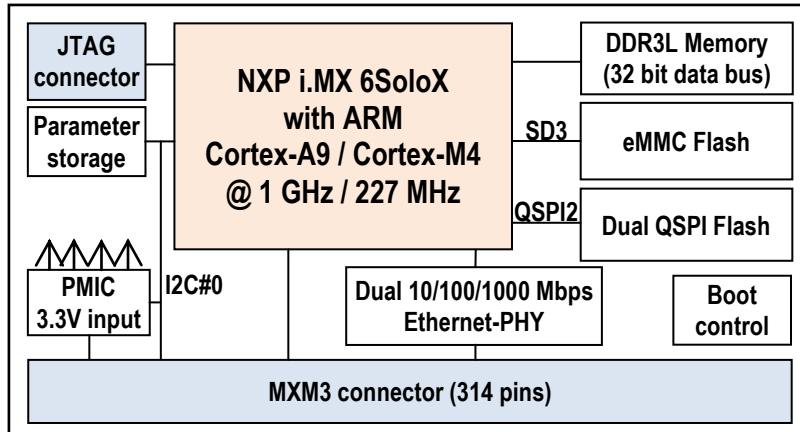 JTAG
connector
NXP i.MX 6SoloX
with ARM
Cortex-A9 / Cortex-M4
@ 1 GHz / 227 MHz
DDR3L Memory
(32 bit data bus)
Parameter
storage
SD3
eMMC Flash
QSPI2
Dual QSPI Flash
PMIC
3.3V input
I2C#0
Dual 10/100/1000 Mbps
Ethernet-PHY
Boot
control
MXM3 connector (314 pins)